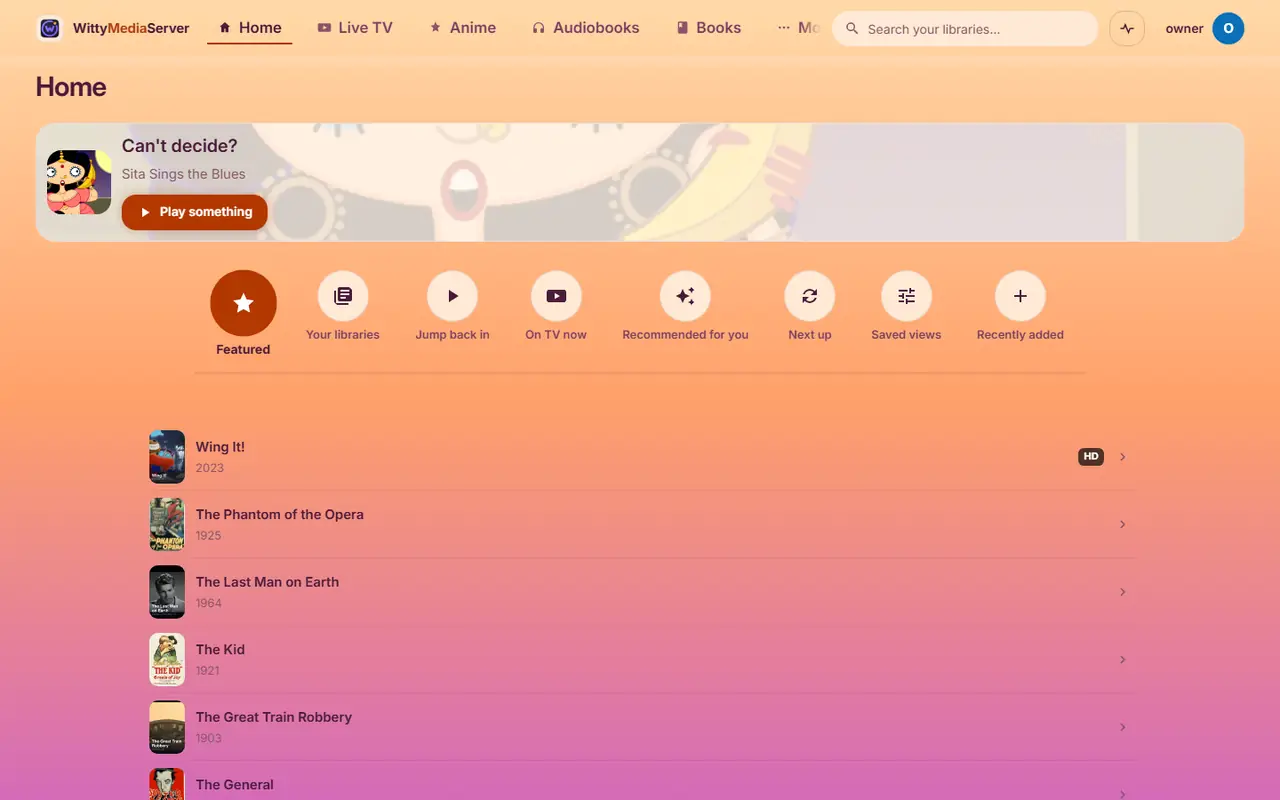 WittyMediaServer
Home
Live TV
Anime
Audiobooks
Books
Mo
Search your libraries...
owner
O
Home
Can't decide?
Sita Sings the Blues
Play something
Featured
Your libraries
Jump back in
On TV now
Recommended for you
Next up
Saved views
Recently added
Wing It!
2023
HD
The Phantom of the Opera
1925
The Last Man on Earth
1964
The Kid
1921
THE KID
The Great Train Robbery
1903
The General